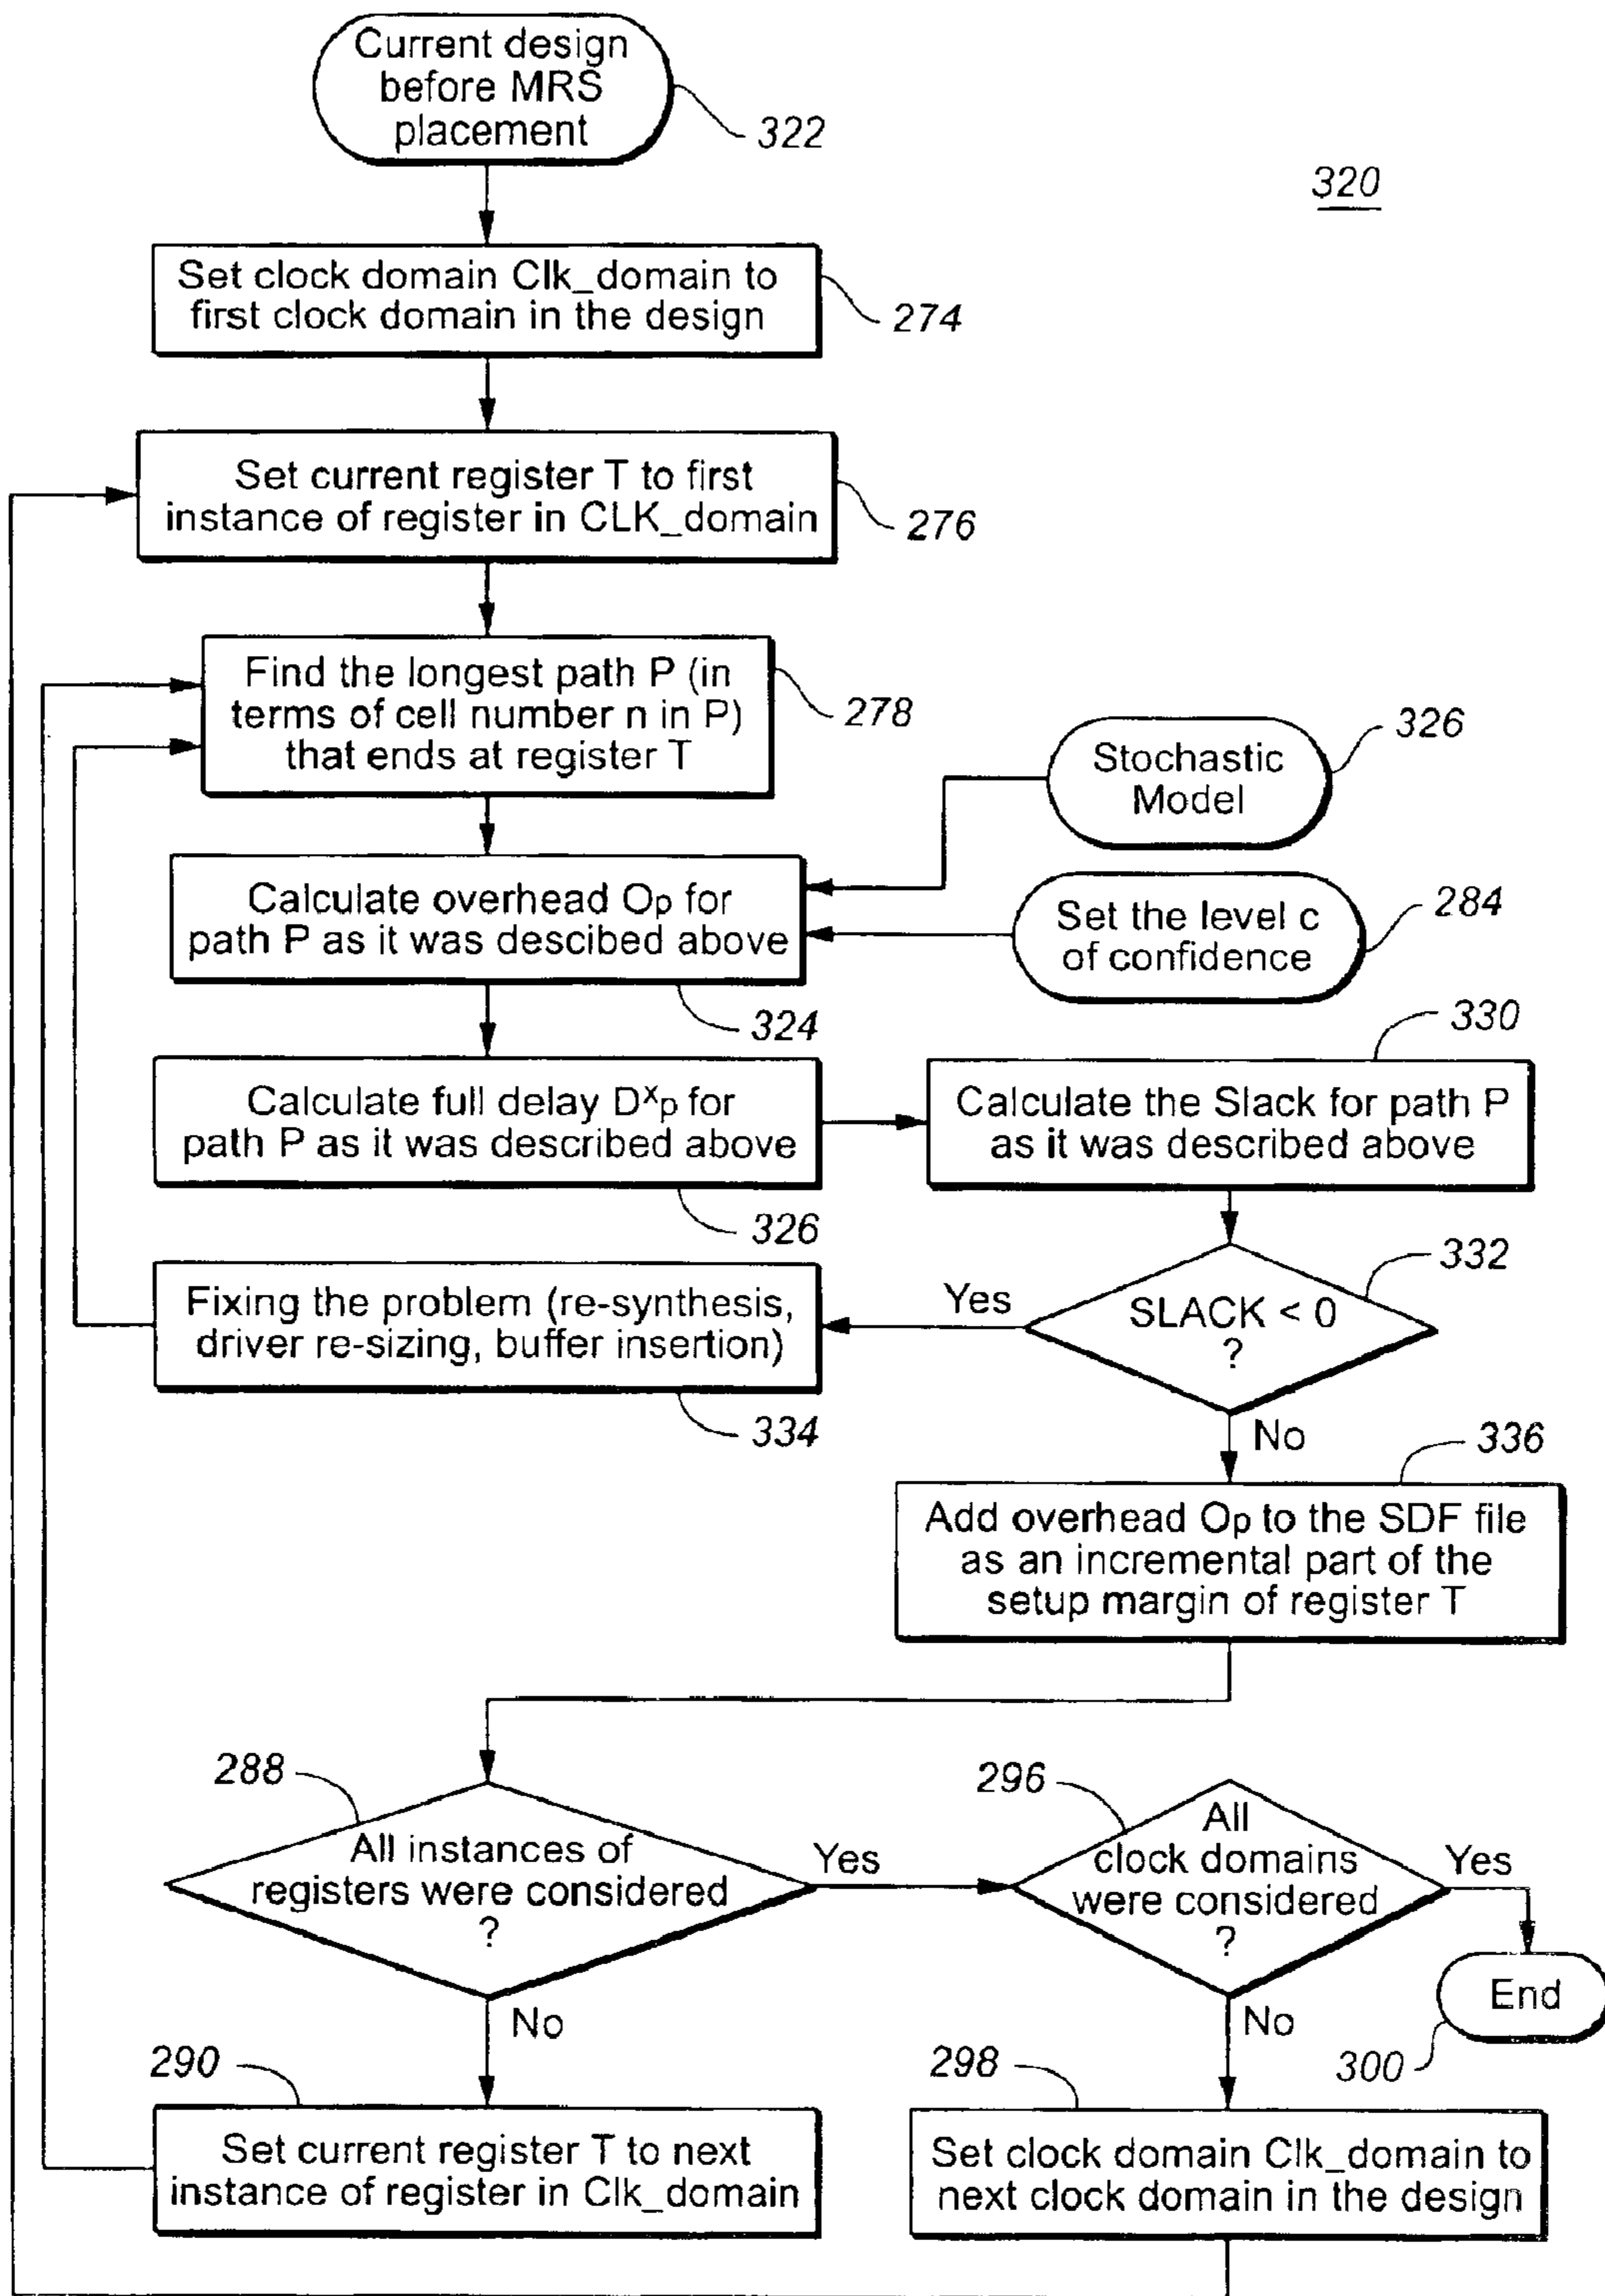 Current design
before MRS
placement
322
320
Set clock domain Clk_domain to
first clock domain in the design
274
Set current register T to first
instance of register in CLK_domain
276
Find the longest path P (in
terms of cell number n in P)
that ends at register T
278
Stochastic
Model
326
Calculate overhead Op for
path P as it was descibed above
324
Set the level c
of confidence
284
Calculate full delay Dxp for
path P as it was described above
326
Calculate the Slack for path P
as it was described above
330
SLACK < 0
?
332
Yes
Fixing the problem (re-synthesis,
driver re-sizing, buffer insertion)
334
No
Add overhead Op to the SDF file
as an incremental part of the
setup margin of register T
336
288
All instances of
registers were considered
?
Yes
296
All
clock domains
were considered
?
Yes
End
300
No
290
Set current register T to next
instance of register in Clk_domain
No
298
Set clock domain Clk_domain to
next clock domain in the design